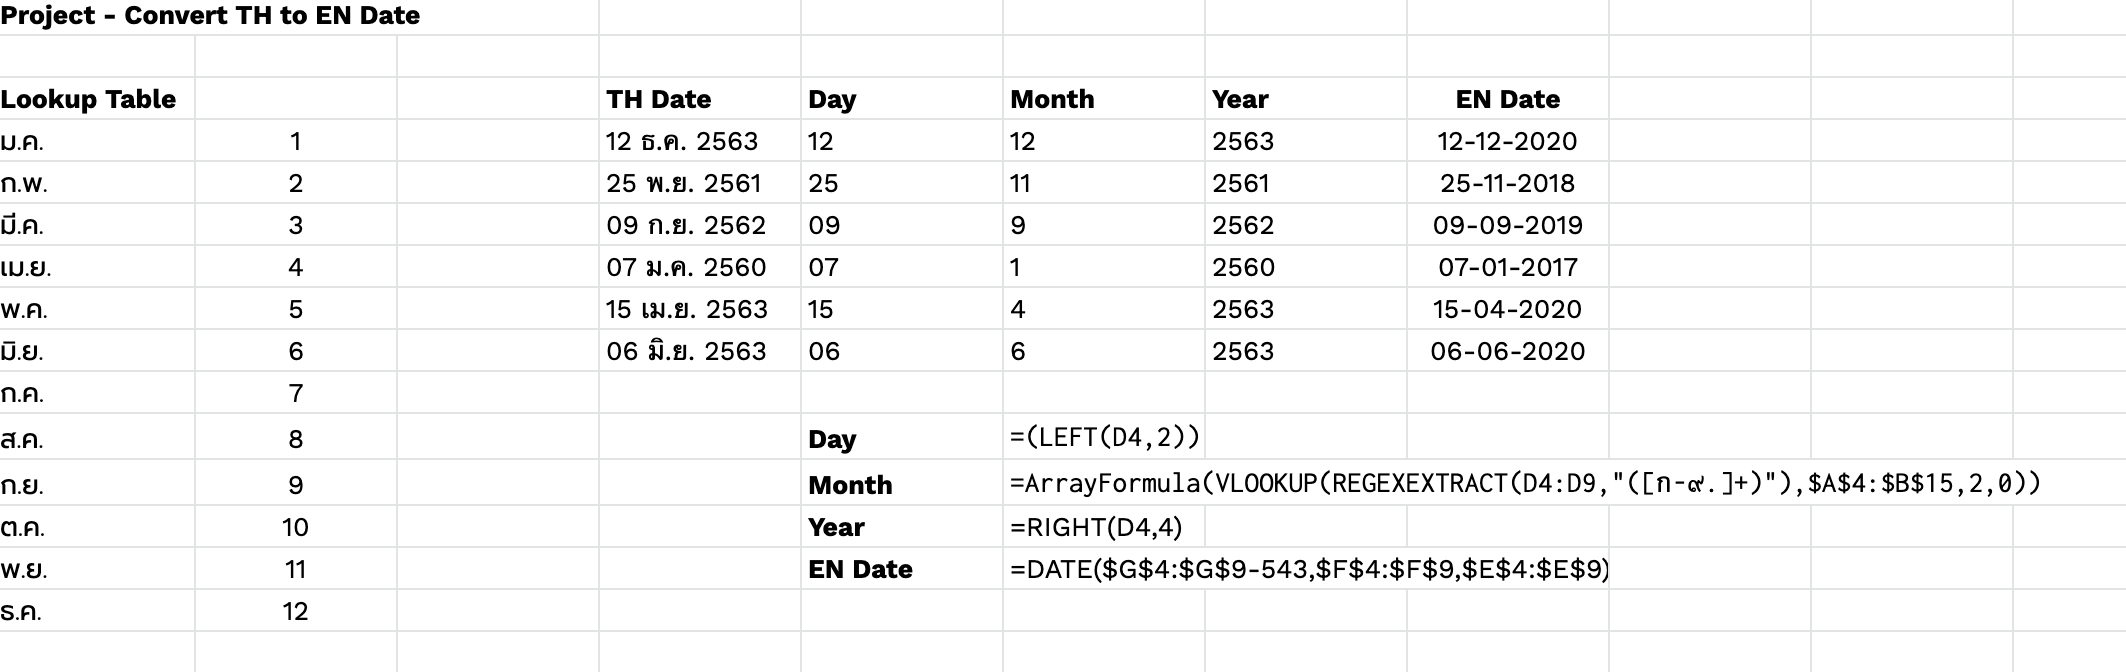 Project - Convert TH to EN Date
Lookup Table TH Date Day Month Year EN Date
ม.ค. 1 12 ธ.ค. 2563 12 12 2563 12-12-2020
ก.พ. 2 25 พ.ย. 2561 25 11 2561 25-11-2018
มี.ค. 3 09 ก.ย. 2562 09 9 2562 09-09-2019
เม.ย. 4 07 ม.ค. 2560 07 1 2560 07-01-2017
พ.ค. 5 15 เม.ย. 2563 15 4 2563 15-04-2020
มิ.ย. 6 06 มิ.ย. 2563 06 6 2563 06-06-2020
ก.ค. 7
ส.ค. 8 Day =(LEFT(D4,2))
ก.ย. 9 Month =ArrayFormula(VLOOKUP(REGEXEXTRACT(D4:D9,"([ก-๙.]+)"),$A$4:$B$15,2,0))
ต.ค. 10 Year =RIGHT(D4,4)
พ.ย. 11 EN Date =DATE($G$4:$G$9-543,$F$4:$F$9,$E$4:$E$9)
ธ.ค. 12